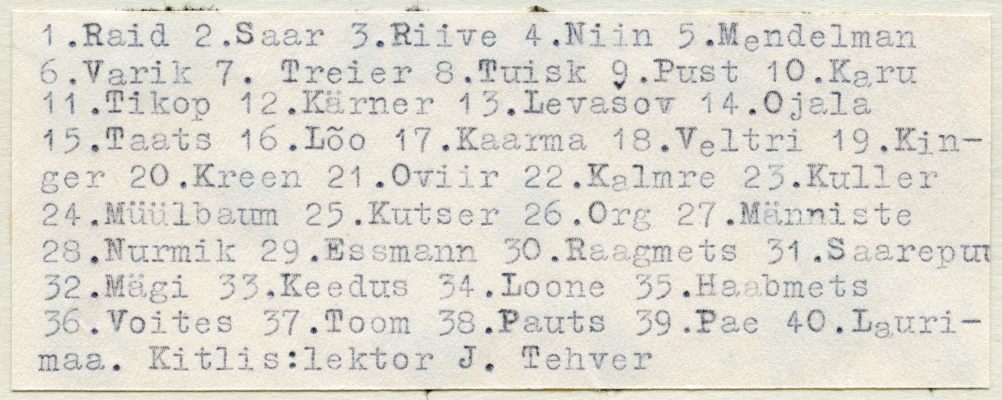 1.Raid 2.Saar 3.Riive 4.Niin 5.Mendelman
6.Varik 7. Treier 8.Tuisk 9.Pust 10.Karu
11.Tikop 12.Kärner 13.Levasov 14.Ojala
15.Taats 16.Lõo 17.Kaarma 18.Veltri 19.Kin-
ger 20.Kreen 21.Oviir 22.Kalmre 23.Kuller
24.Müülbaum 25.Kutser 26.Org 27.Männiste
28.Nurmik 29.Essmann 30.Raagmets 31.Saarepuu
32.Mägi 33.Keedus 34.Loone 35.Haabmets
36.Voites 37.Toom 38.Pauts 39.Pae 40.Lauri-
maa. Kitlis:lektor J. Tehver